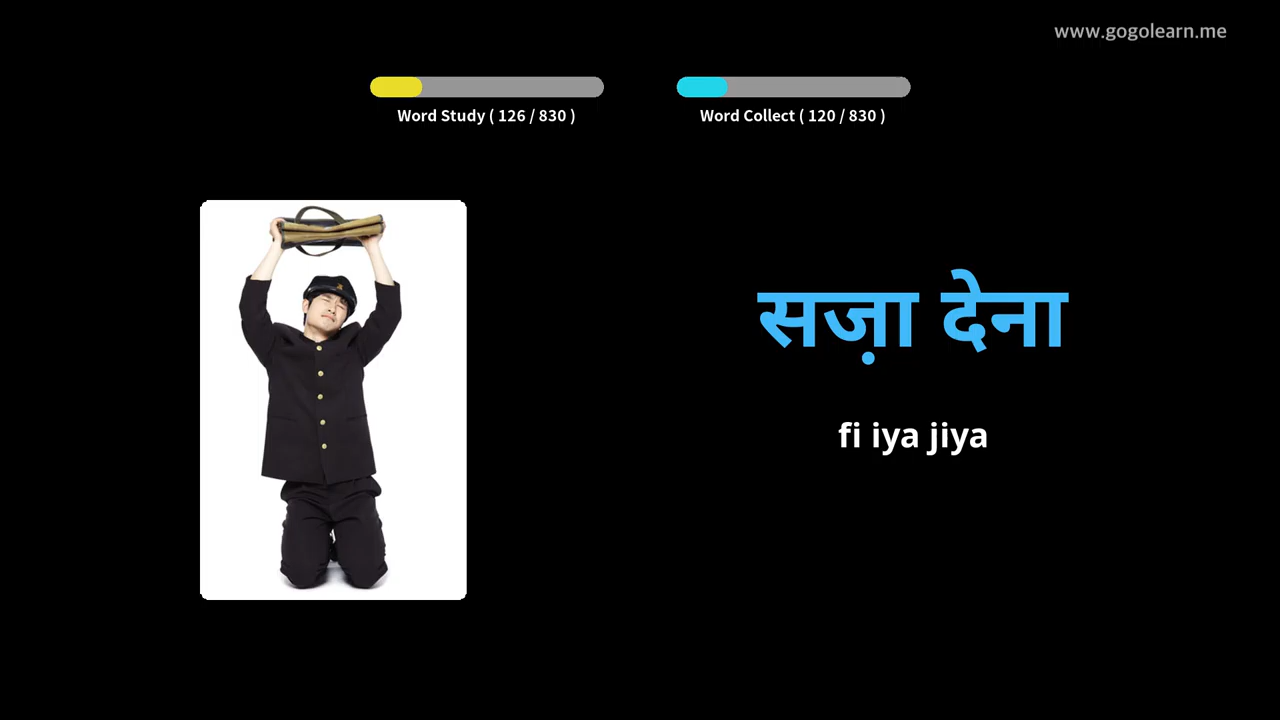 www.gogolearn.me
Word Study ( 126 / 830 )
Word Collect ( 120 / 830 )
सज़ा देना
fi iya jiya